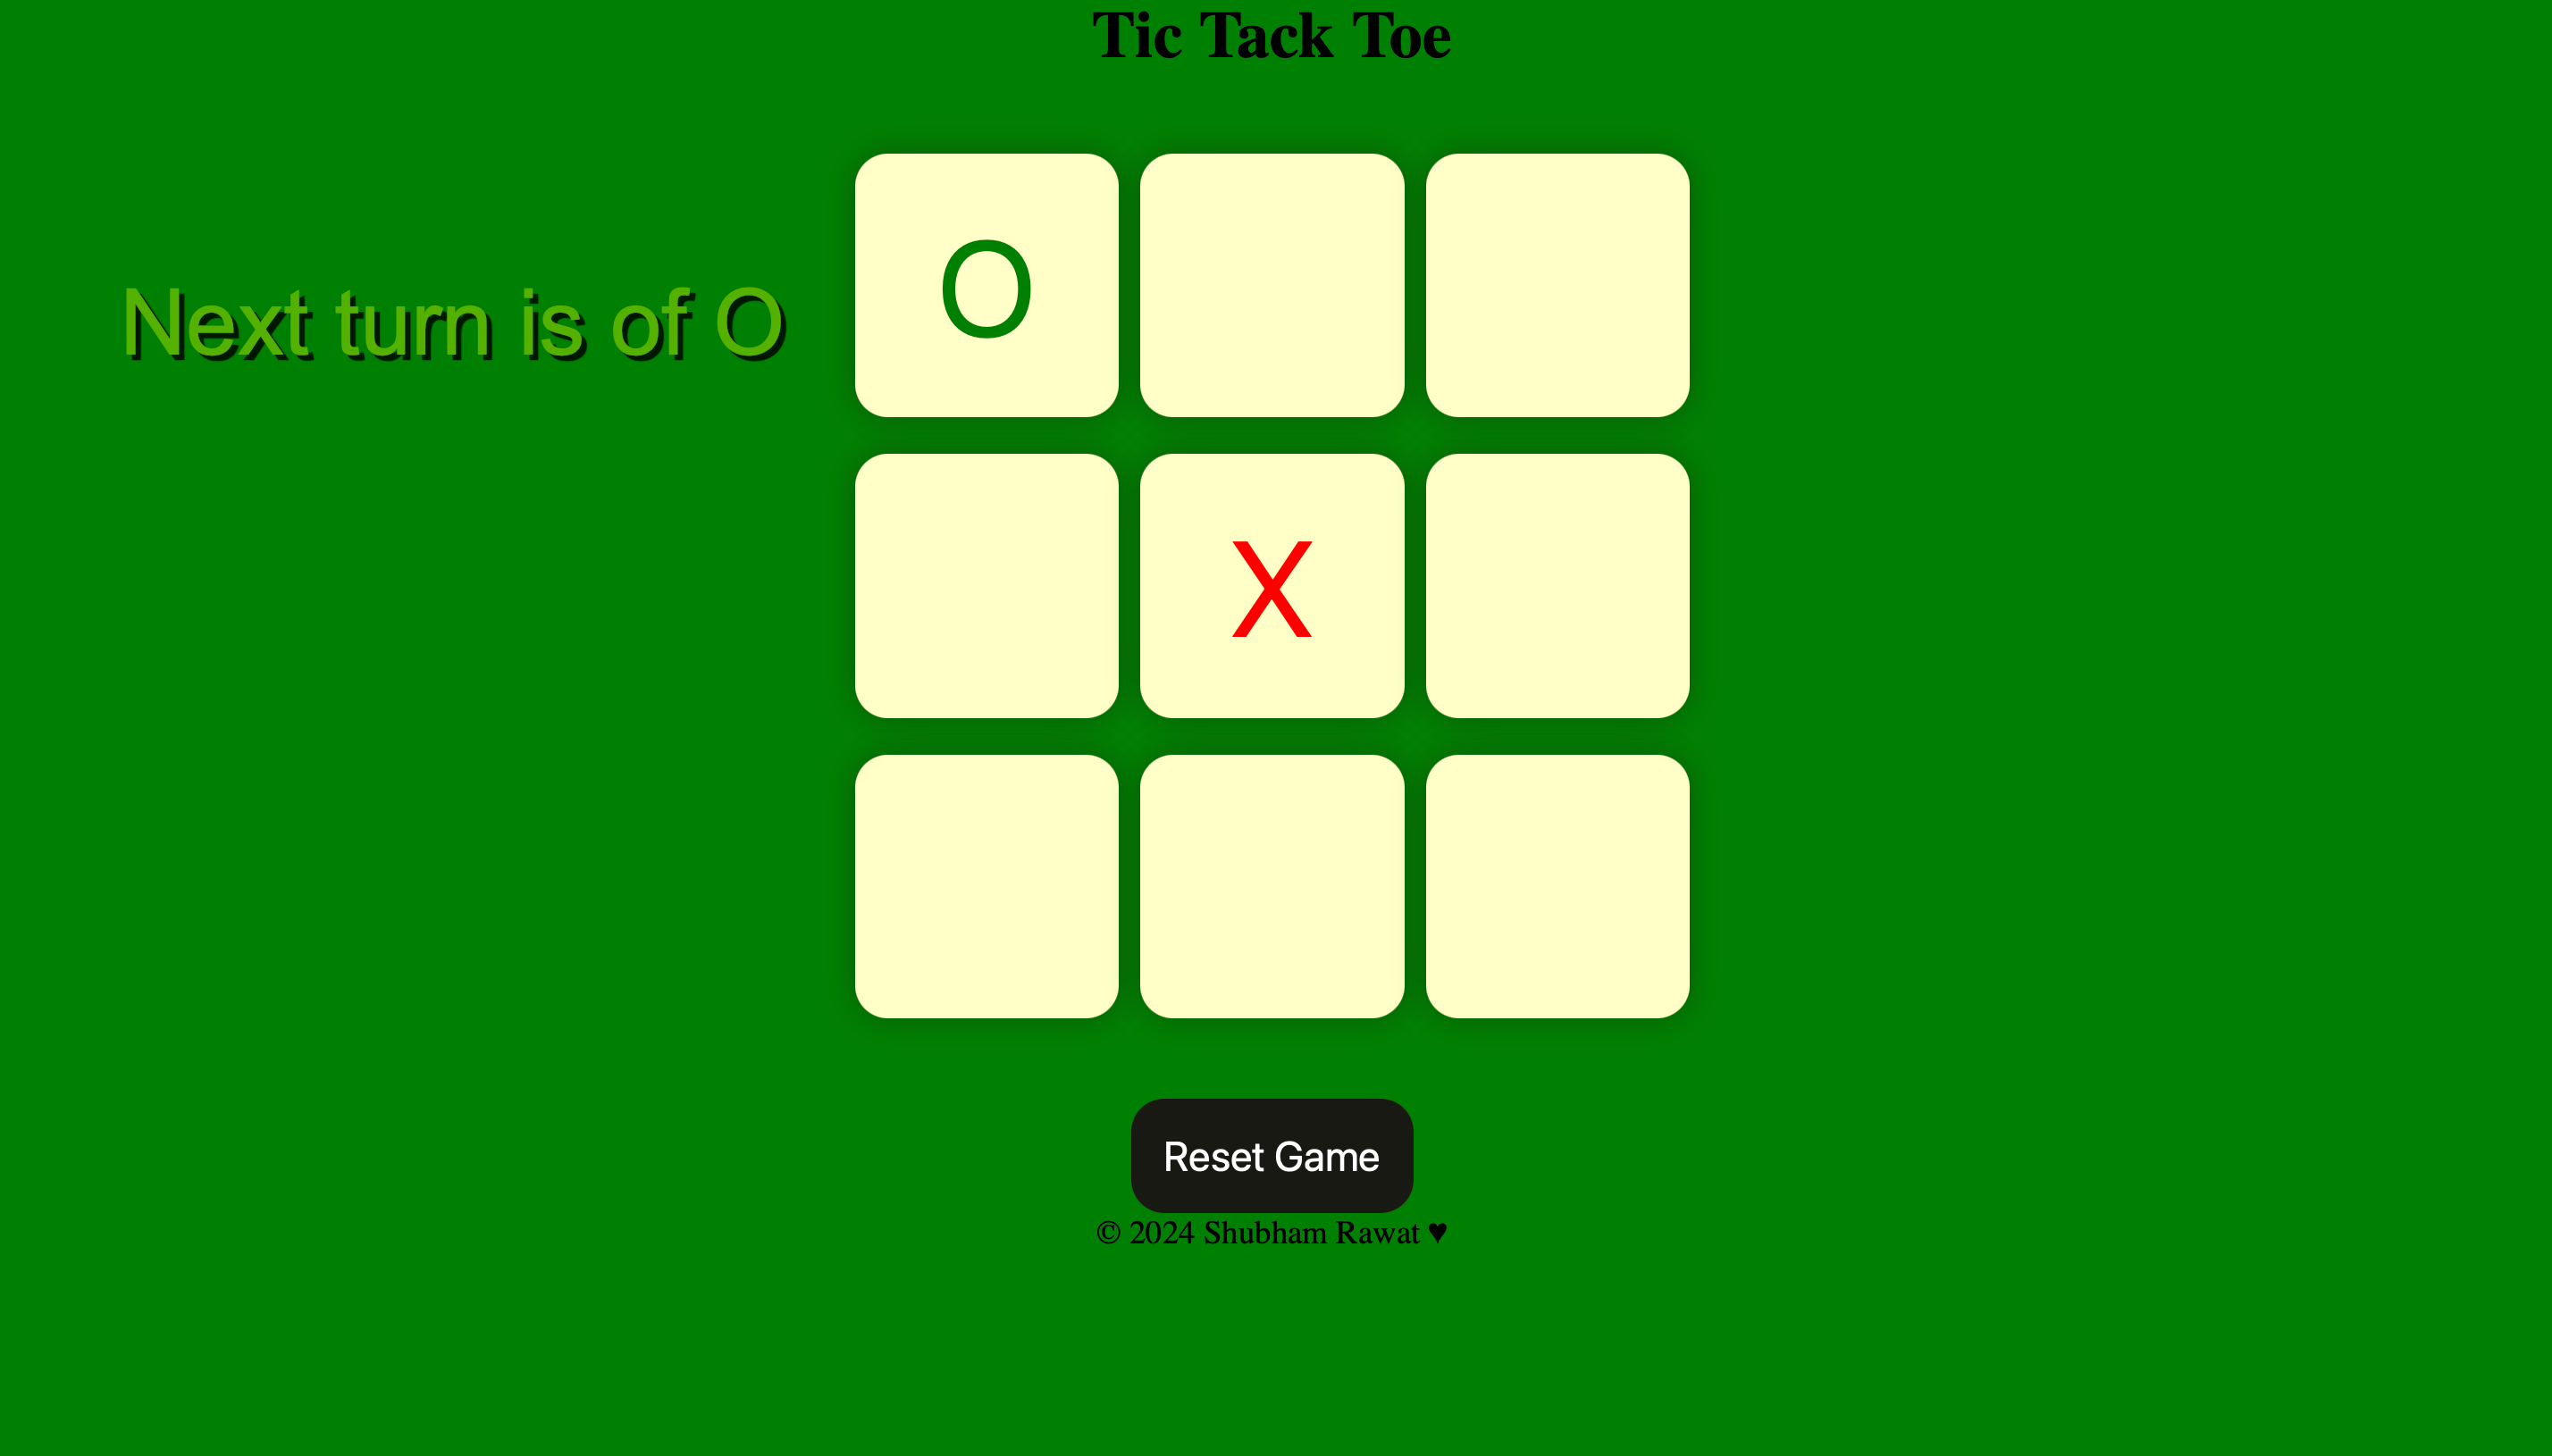 Tic Tack Toe
Next turn is of O
O
X
Reset Game
© 2024 Shubham Rawat ♥